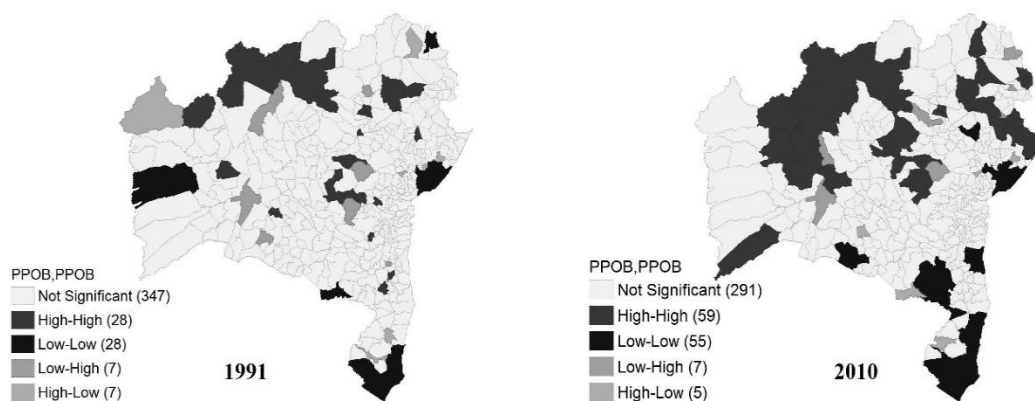 PPOB,PPOB
Not Significant (347)
High-High (28)
Low-Low (28)
Low-High (7)
High-Low (7)
1991
PPOB,PPOB
Not Significant (291)
High-High (59)
Low-Low (55)
Low-High (7)
High-Low (5)
2010